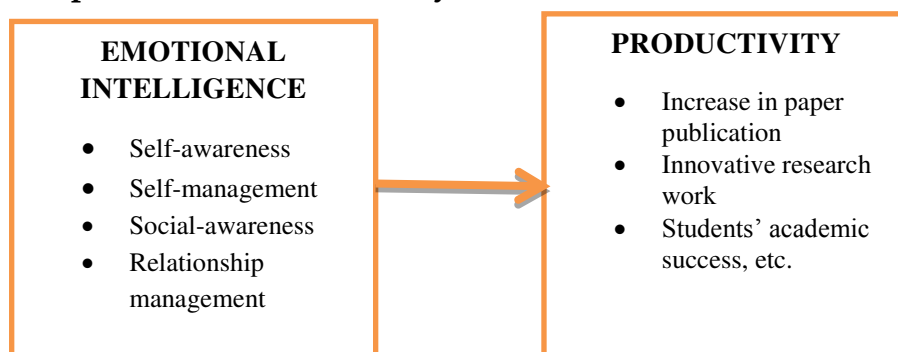 EMOTIONAL
INTELLIGENCE
• Self-awareness
• Self-management
• Social-awareness
• Relationship
management
PRODUCTIVITY
• Increase in paper
publication
• Innovative research
work
• Students’ academic
success, etc.